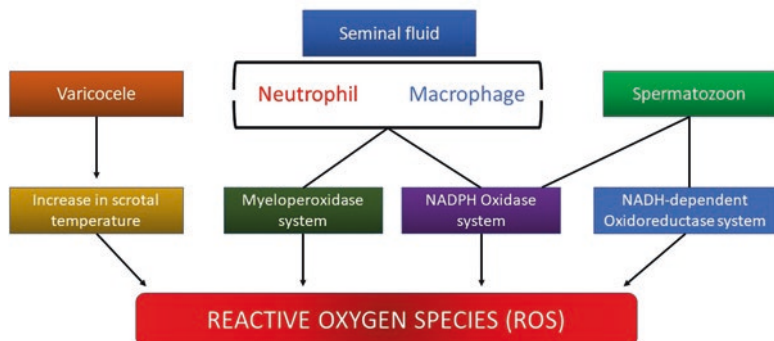 Seminal fluid
Varicocele
Neutrophil Macrophage
Spermatozoon
Increase in scrotal
temperature
Myeloperoxidase
system
NADPH Oxidase
system
NADH-dependent
Oxidoreductase system
REACTIVE OXYGEN SPECIES (ROS)